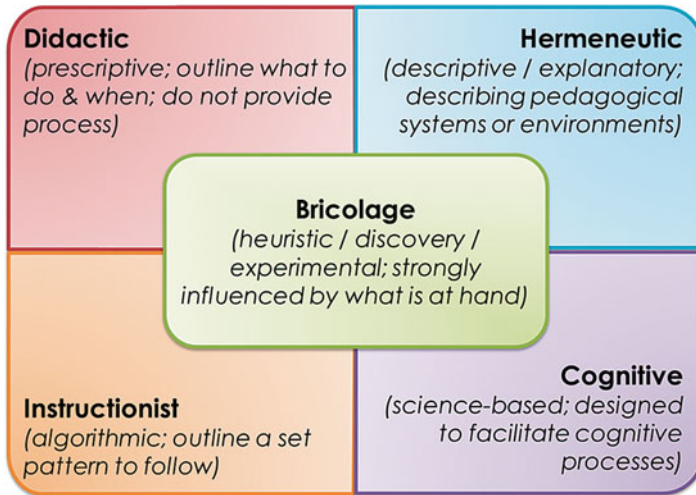 Didactic
(prescriptive; outline what to
do & when; do not provide
process)
Hermeneutic
(descriptive / explanatory;
describing pedagogical
systems or environments)
Bricolage
(heuristic / discovery /
experimental; strongly
influenced by what is at hand)
Instructionist
(algorithmic; outline a set
pattern to follow)
Cognitive
(science-based; designed
to facilitate cognitive
processes)